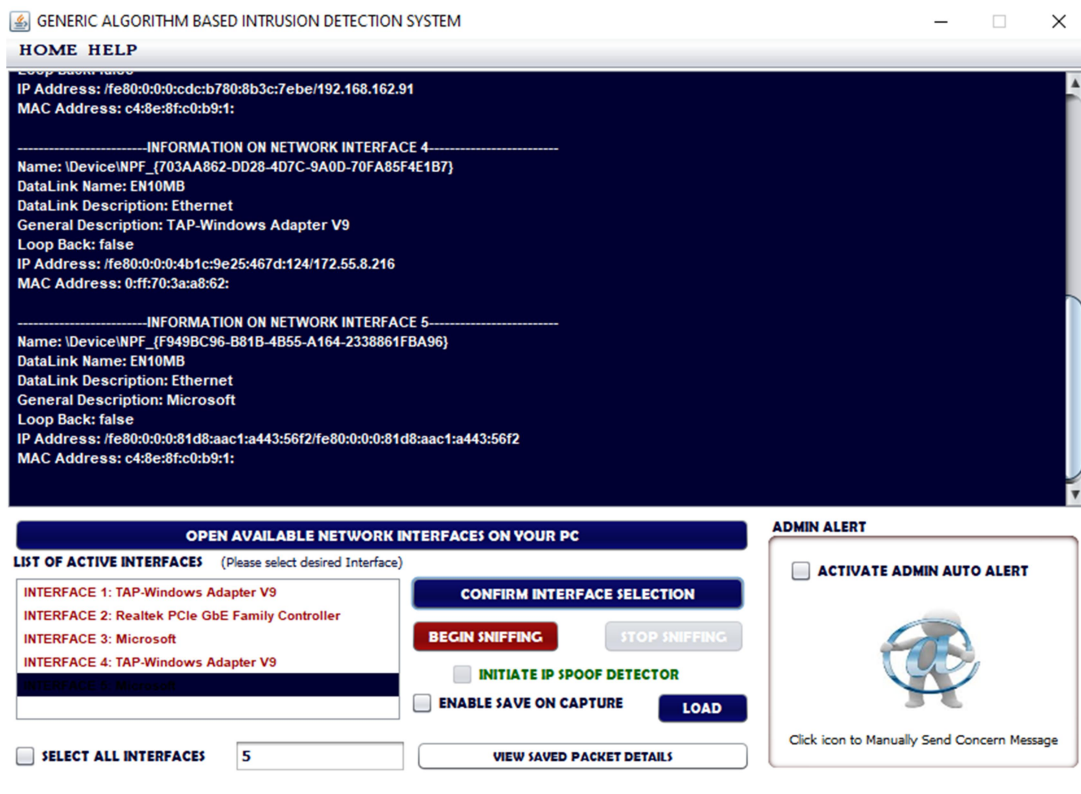 GENERIC ALGORITHM BASED INTRUSION DETECTION SYSTEM
HOME HELP
Loop Back: false
IP Address: /fe80:0:0:0:cdc:b780:8b3c:7ebe/192.168.162.91
MAC Address: c4:8e:8f:c0:b9:1:
--------------------------INFORMATION ON NETWORK INTERFACE 4--------------------------
Name: \Device\NPF_{703AA862-DD28-4D7C-9A0D-70FA85F4E1B7}
DataLink Name: EN10MB
DataLink Description: Ethernet
General Description: TAP-Windows Adapter V9
Loop Back: false
IP Address: /fe80:0:0:0:4b1c:9e25:467d:124/172.55.8.216
MAC Address: 0:ff:70:3a:a8:62:
--------------------------INFORMATION ON NETWORK INTERFACE 5--------------------------
Name: \Device\NPF_{F949BC96-B81B-4B55-A164-2338861FBA96}
DataLink Name: EN10MB
DataLink Description: Ethernet
General Description: Microsoft
Loop Back: false
IP Address: /fe80:0:0:0:81d8:aac1:a443:56f2/fe80:0:0:0:81d8:aac1:a443:56f2
MAC Address: c4:8e:8f:c0:b9:1:
OPEN AVAILABLE NETWORK INTERFACES ON YOUR PC
LIST OF ACTIVE INTERFACES (Please select desired Interface)
INTERFACE 1: TAP-Windows Adapter V9
INTERFACE 2: Realtek PCIe GbE Family Controller
INTERFACE 3: Microsoft
INTERFACE 4: TAP-Windows Adapter V9
INTERFACE 5: Microsoft
CONFIRM INTERFACE SELECTION
BEGIN SNIFFING STOP SNIFFING
INITIATE IP SPOOF DETECTOR
ENABLE SAVE ON CAPTURE LOAD
SELECT ALL INTERFACES 5 VIEW SAVED PACKET DETAILS
ADMIN ALERT
ACTIVATE ADMIN AUTO ALERT
@
Click icon to Manually Send Concern Message